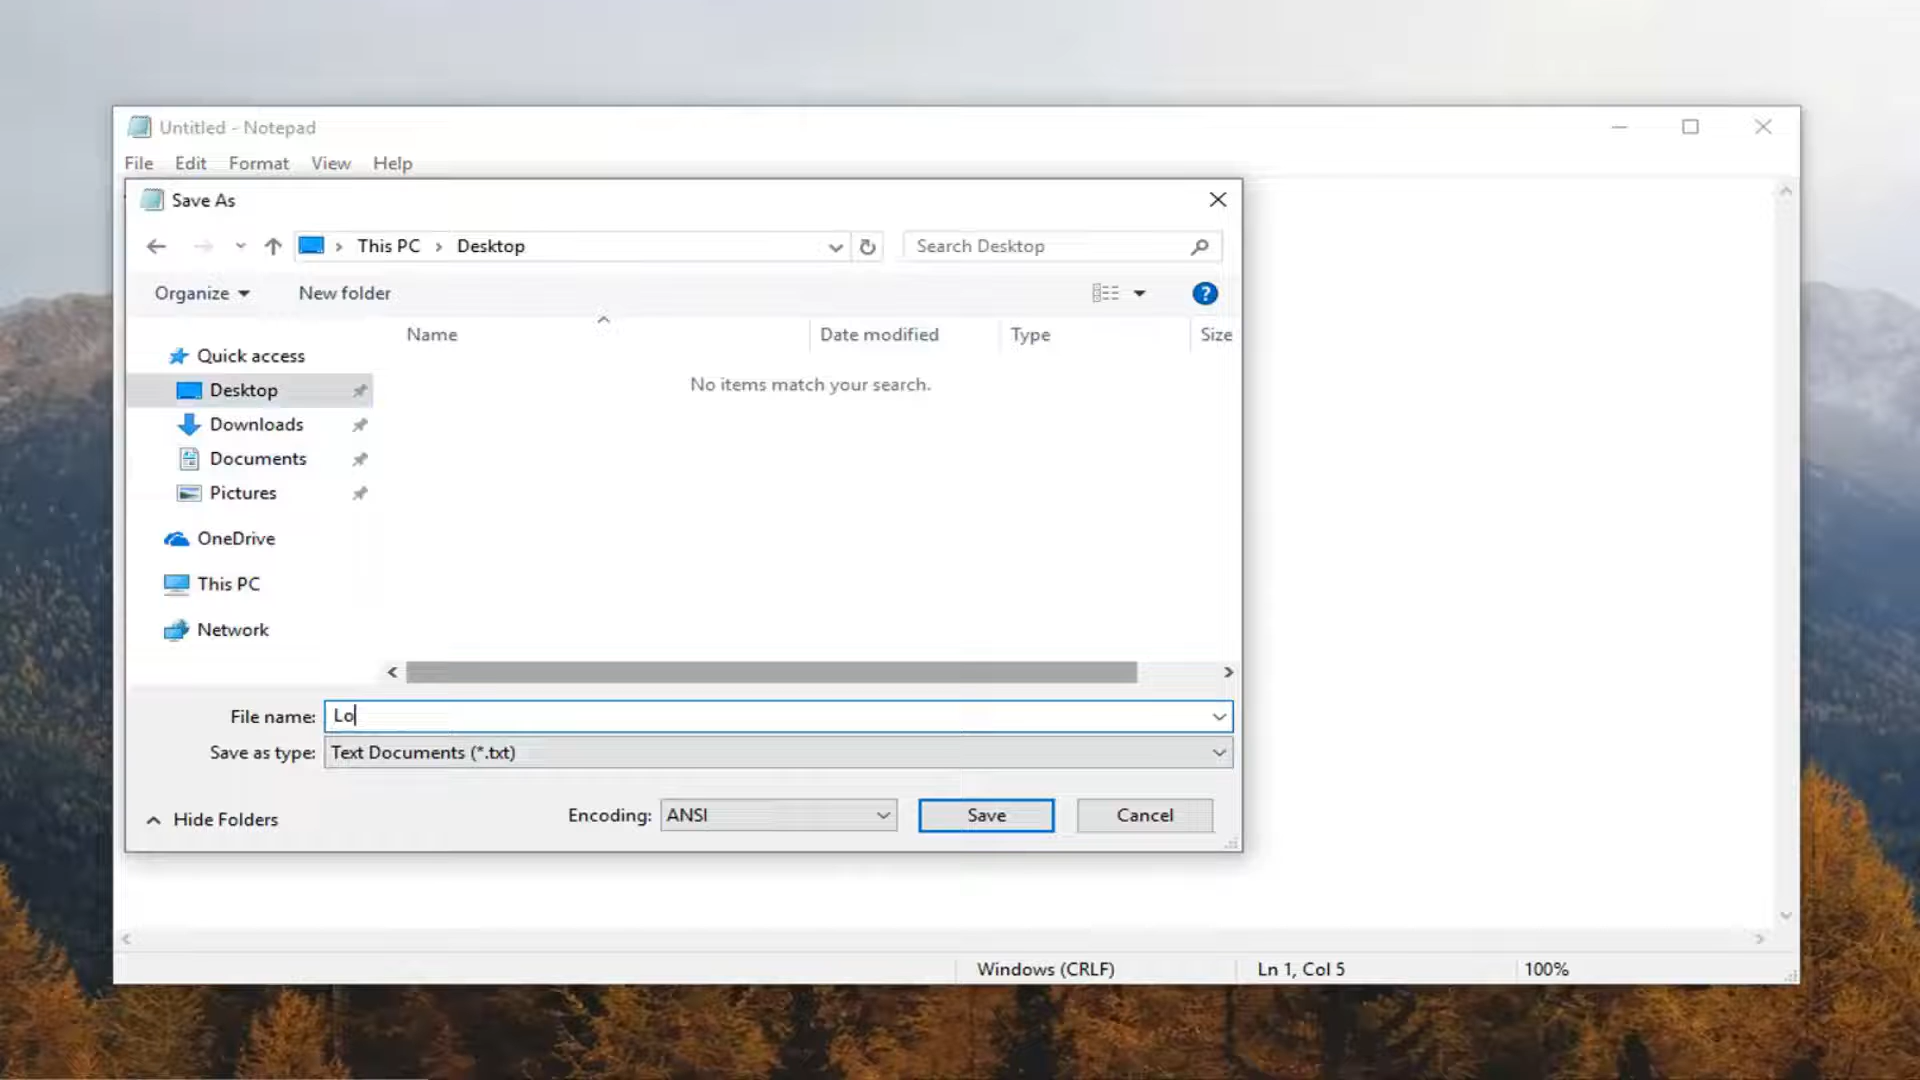 Untitled - Notepad
File Edit Format View Help
Save As
This PC Desktop
Search Desktop
Organize New folder
?
Name Date modified Type Size
No items match your search.
Quick access
Desktop
Downloads
Documents
Pictures
OneDrive
This PC
Network
File name: Lo
Save as type: Text Documents (*.txt)
Hide Folders Encoding: ANSI Save Cancel
Windows (CRLF) Ln 1, Col 5 100%